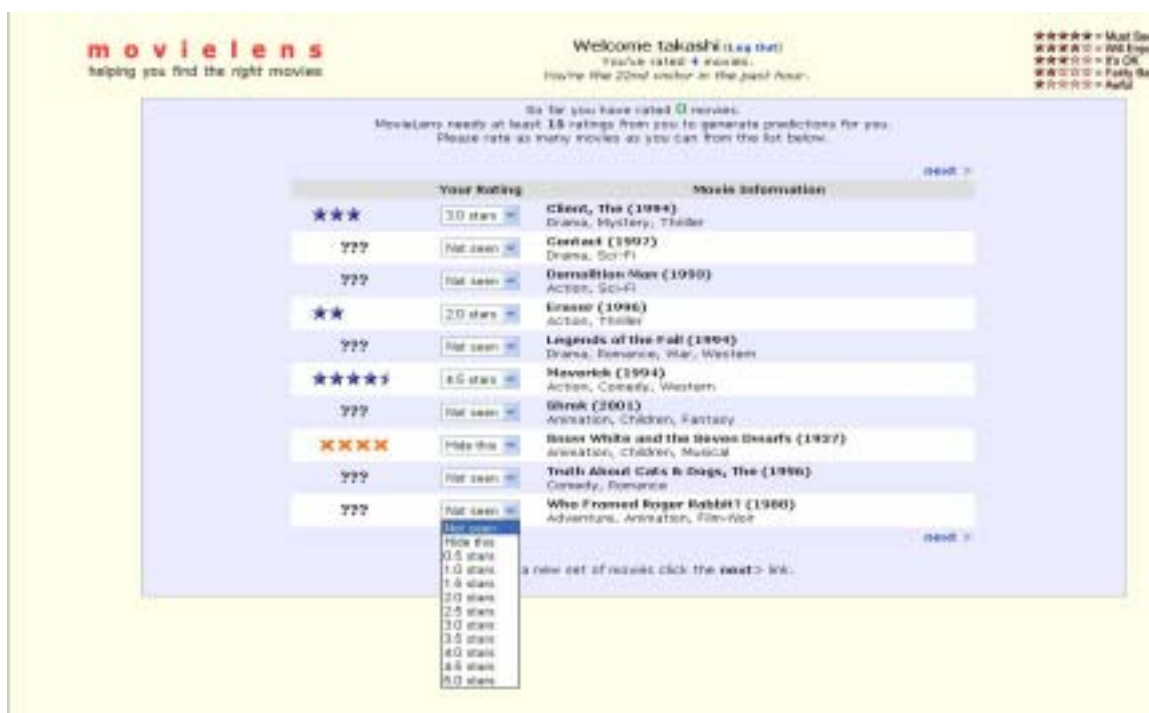 movielens
helping you find the right movies
Welcome takashi (Log Out)
You've rated 4 movies.
You're the 22nd visitor in the past hour.
★★★★★ = Must See
★★★★☆ = Will Enjoy
★★★☆☆ = It's OK
★★☆☆☆ = Fairly Bad
★☆☆☆☆ = Awful
So far you have rated 0 movies.
MovieLens needs at least 15 ratings from you to generate predictions for you.
Please rate as many movies as you can from the list below.
next >
Your Rating Movie Information
★★★ 3.0 stars Client, The (1994)
Drama, Mystery, Thriller
??? Not seen Contact (1997)
Drama, Sci-Fi
??? Not seen Demolition Man (1993)
Action, Sci-Fi
★★ 2.0 stars Eraser (1996)
Action, Thriller
??? Not seen Legends of the Fall (1994)
Drama, Romance, War, Western
4.5 stars Maverick (1994)
Action, Comedy, Western
??? Not seen Shrek (2001)
Animation, Children, Fantasy
Hide this Snow White and the Seven Dwarfs (1937)
Animation, Children, Musical
??? Not seen Truth About Cats & Dogs, The (1996)
Comedy, Romance
??? Not seen Who Framed Roger Rabbit? (1988)
Adventure, Animation, Film-Noir
Not seen
Hide this
0.5 stars
1.0 stars
1.5 stars
2.0 stars
2.5 stars
3.0 stars
3.5 stars
4.0 stars
4.5 stars
5.0 stars
next >
a new set of movies click the next> link.